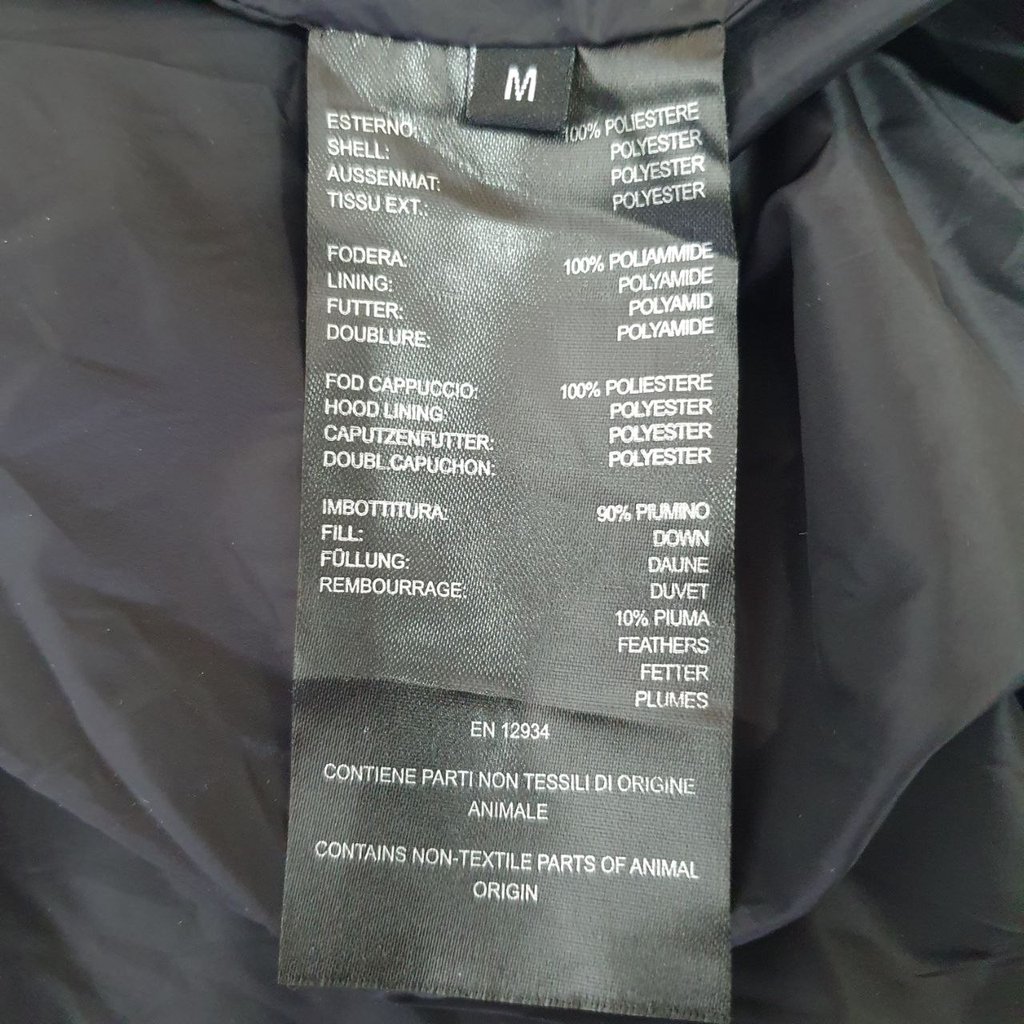 M
ESTERNO: 100% POLIESTERE
SHELL: POLYESTER
AUSSENMAT: POLYESTER
TISSU EXT.: POLYESTER
FODERA: 100% POLIAMMIDE
LINING: POLYAMIDE
FUTTER: POLYAMID
DOUBLURE: POLYAMIDE
FOD CAPPUCCIO: 100% POLIESTERE
HOOD LINING: POLYESTER
CAPUTZENFUTTER: POLYESTER
DOUBL.CAPUCHON: POLYESTER
IMBOTTITURA: 90% PIUMINO
FILL: DOWN
FÜLLUNG: DAUNE
REMBOURRAGE: DUVET
10% PIUMA
FEATHERS
FETTER
PLUMES
EN 12934
CONTIENE PARTI NON TESSILI DI ORIGINE
ANIMALE
CONTAINS NON-TEXTILE PARTS OF ANIMAL
ORIGIN